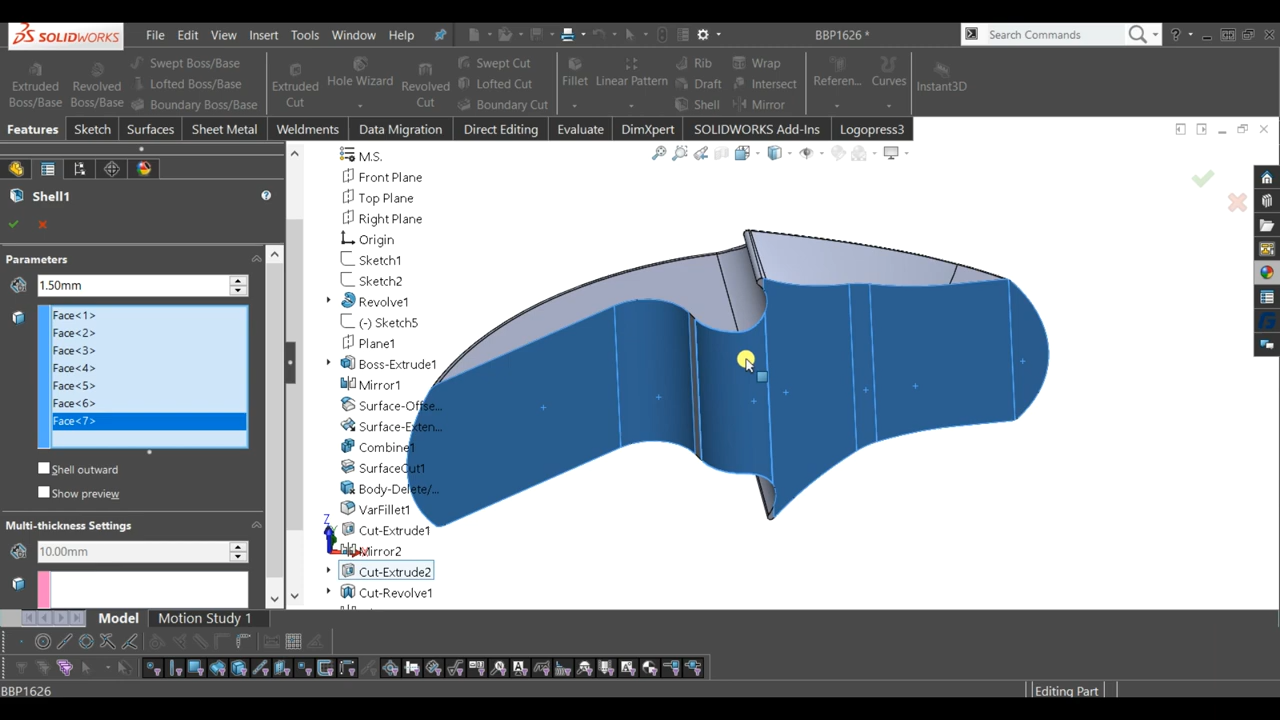 SOLIDWORKS File Edit View Insert Tools Window Help BBP1626 * Search Commands ?
Extruded Boss/Base
Revolved Boss/Base
Swept Boss/Base
Lofted Boss/Base
Boundary Boss/Base
Extruded Cut
Hole Wizard
Revolved Cut
Swept Cut
Lofted Cut
Boundary Cut
Fillet
Linear Pattern
Rib
Draft
Shell
Wrap
Intersect
Mirror
Referen...
Curves
Instant3D
Features Sketch Surfaces Sheet Metal Weldments Data Migration Direct Editing Evaluate DimXpert SOLIDWORKS Add-Ins Logopress3
Shell1
Parameters
1.50mm
Face<1>
Face<2>
Face<3>
Face<4>
Face<5>
Face<6>
Face<7>
Shell outward
Show preview
Multi-thickness Settings
10.00mm
M.S.
Front Plane
Top Plane
Right Plane
Origin
Sketch1
Sketch2
Revolve1
(-) Sketch5
Plane1
Boss-Extrude1
Mirror1
Surface-Offse...
Surface-Exten...
Combine1
SurfaceCut1
Body-Delete/...
VarFillet1
Cut-Extrude1
Mirror2
Cut-Extrude2
Cut-Revolve1
Z
Model Motion Study 1
BBP1626 Editing Part